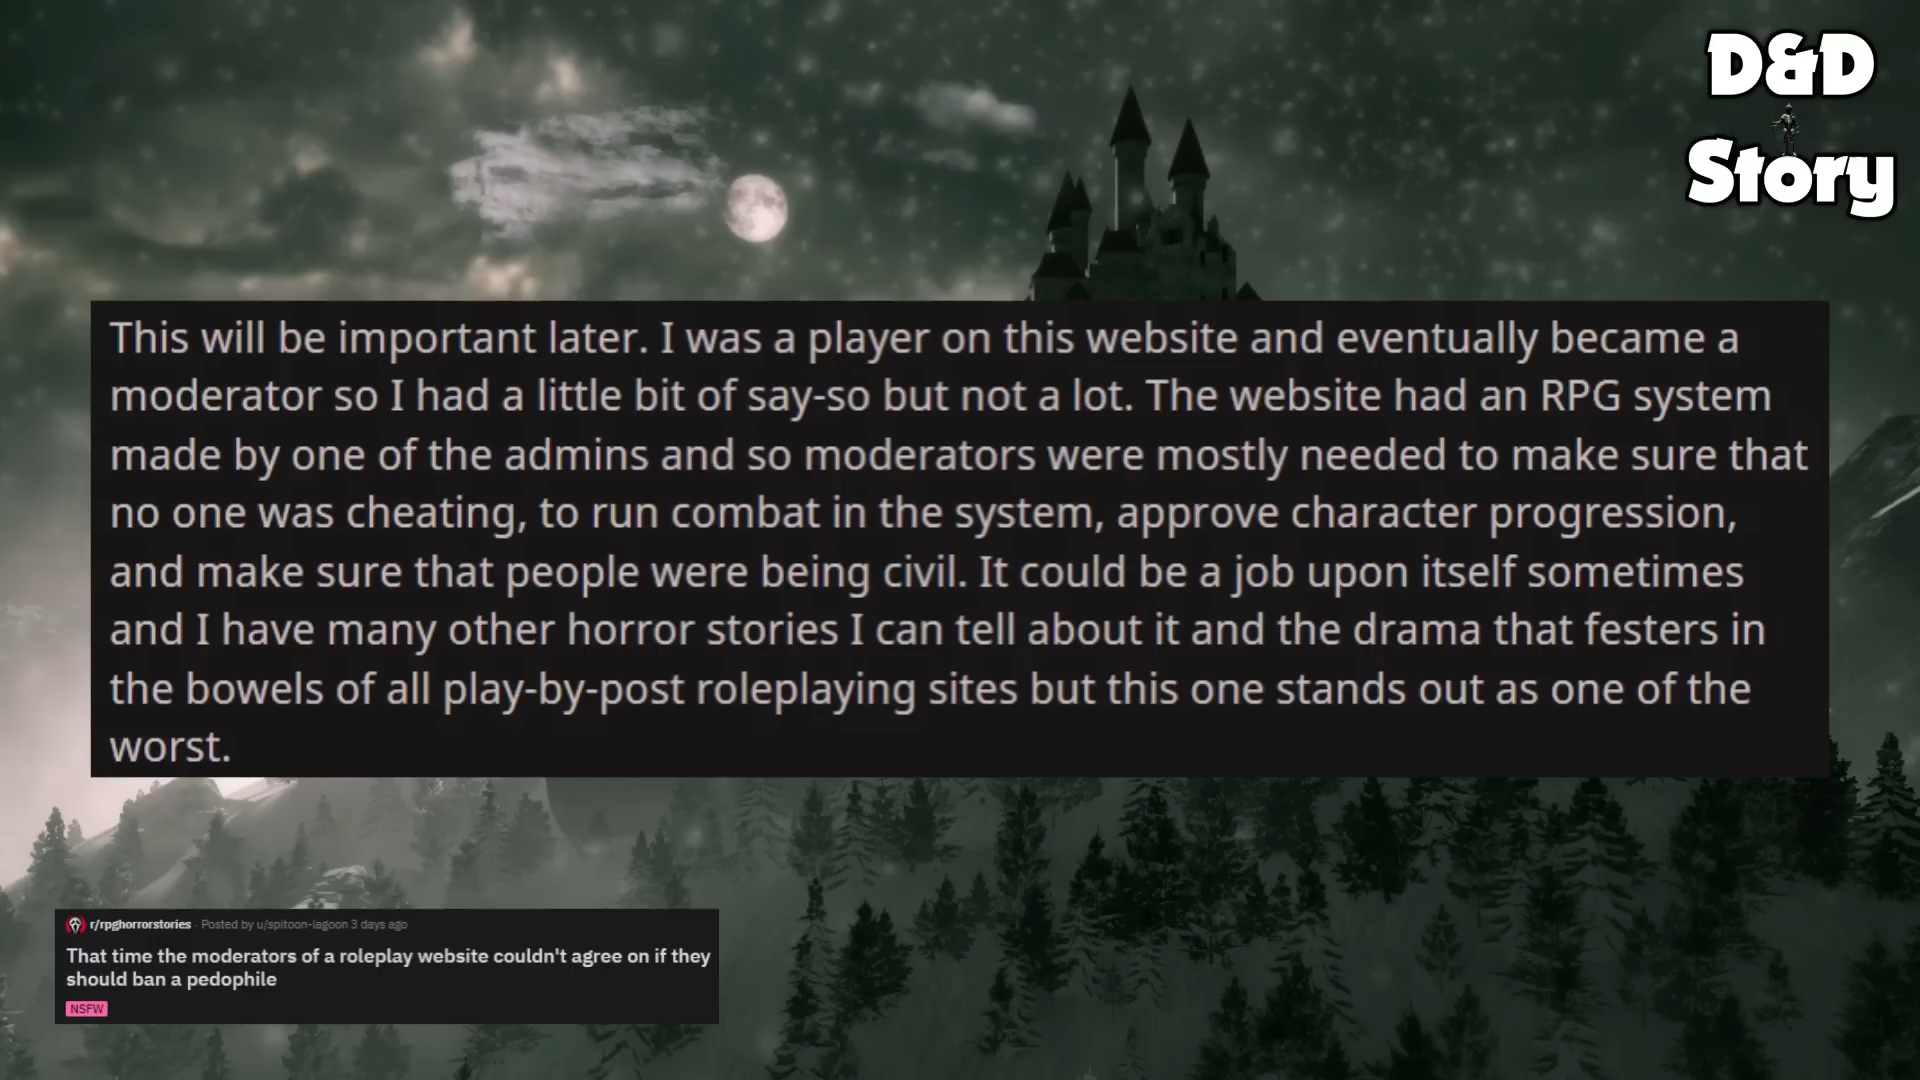 D&D
Story
This will be important later. I was a player on this website and eventually became a
moderator so I had a little bit of say-so but not a lot. The website had an RPG system
made by one of the admins and so moderators were mostly needed to make sure that
no one was cheating, to run combat in the system, approve character progression,
and make sure that people were being civil. It could be a job upon itself sometimes
and I have many other horror stories I can tell about it and the drama that festers in
the bowels of all play-by-post roleplaying sites but this one stands out as one of the
worst.
r/rpghorrorstories · Posted by u/spitoon-lagoon 3 days ago
That time the moderators of a roleplay website couldn't agree on if they
should ban a pedophile
NSFW